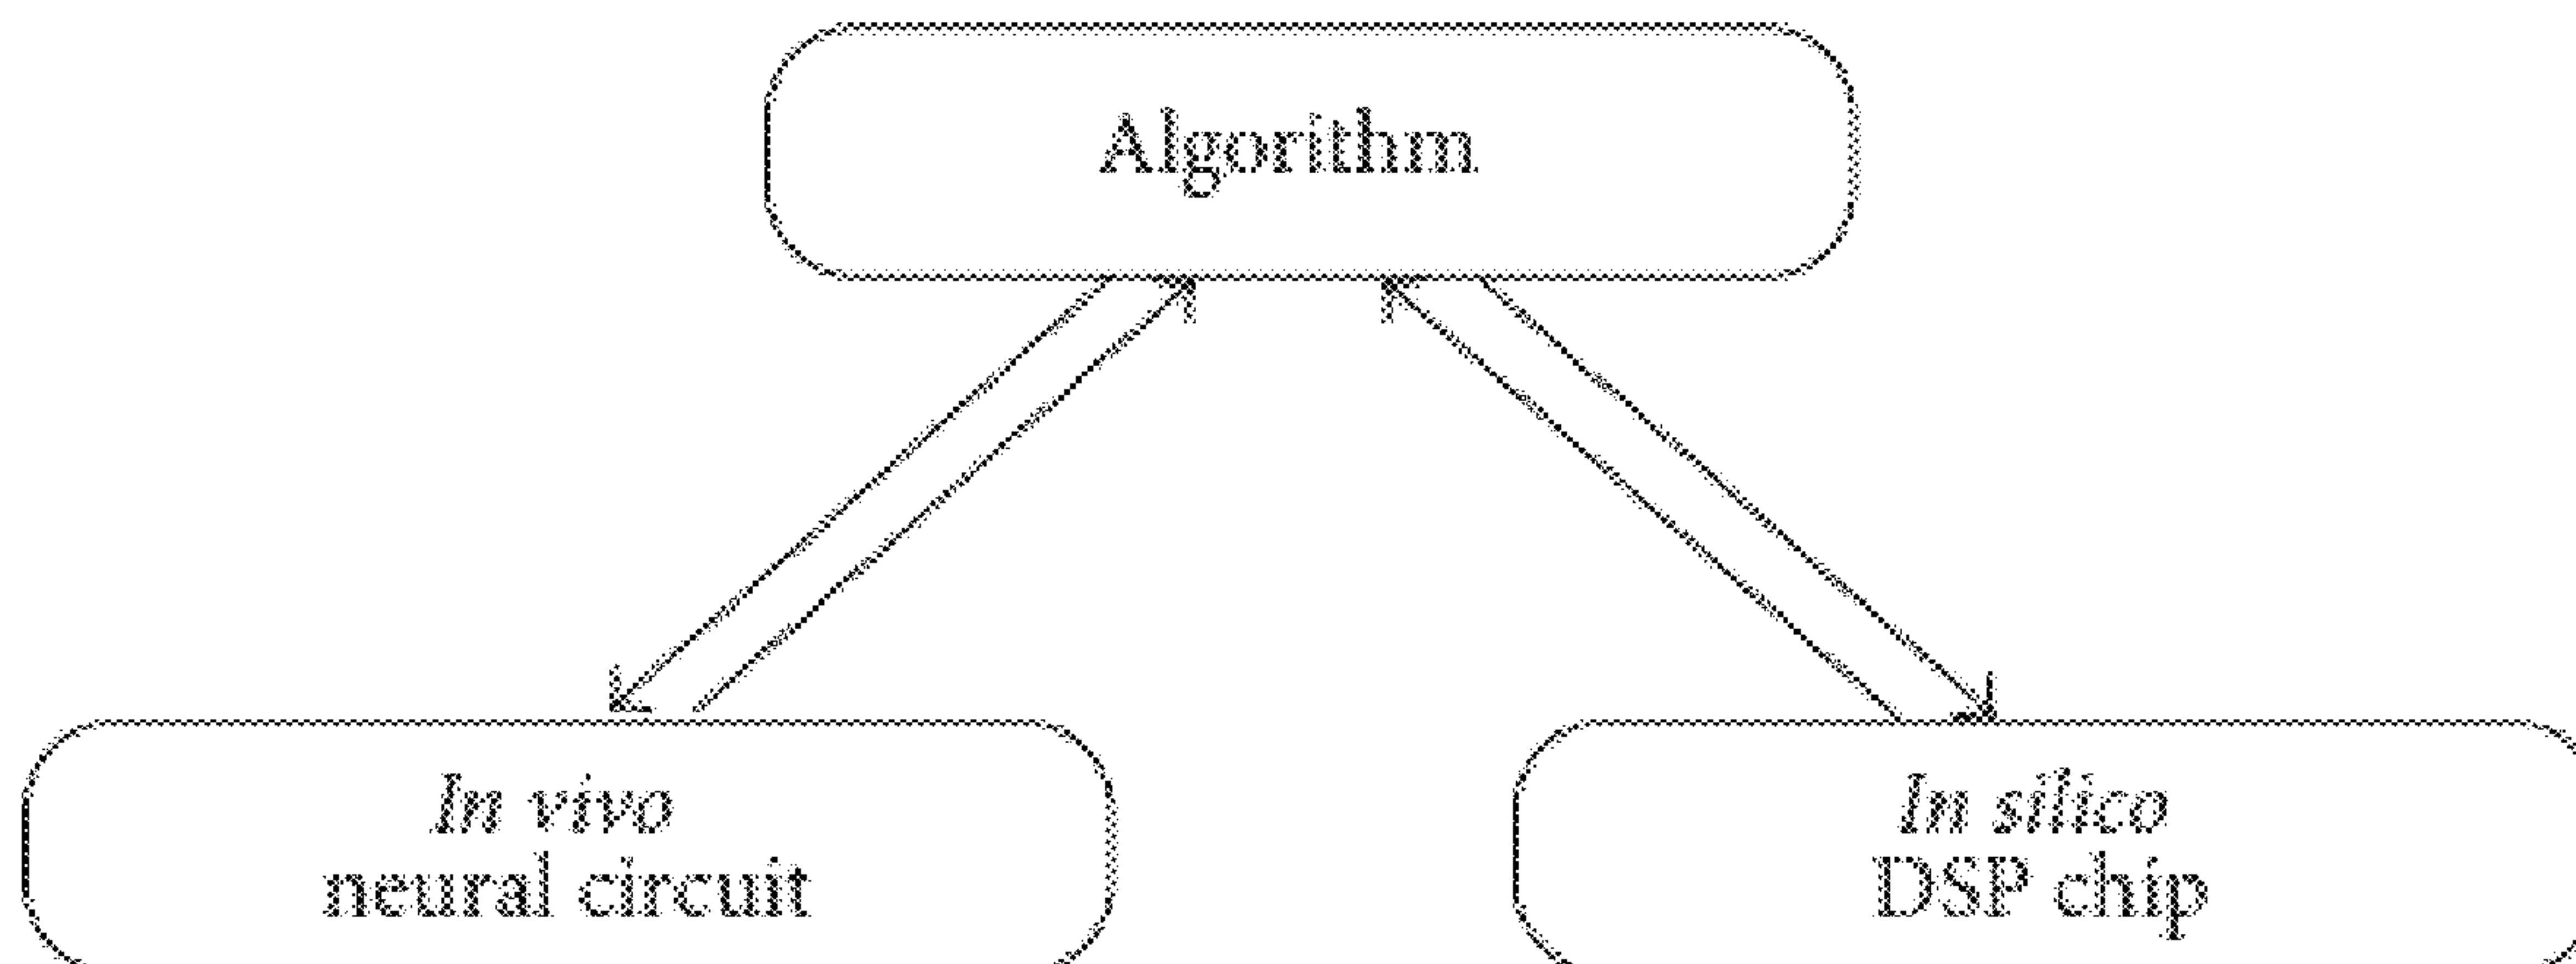 Algorithm
In vivo
neural circuit
In silico
DSP chip